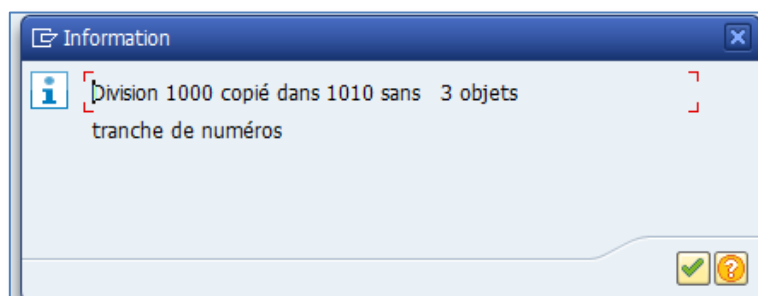 Information
Division 1000 copié dans 1010 sans 3 objets
tranche de numéros